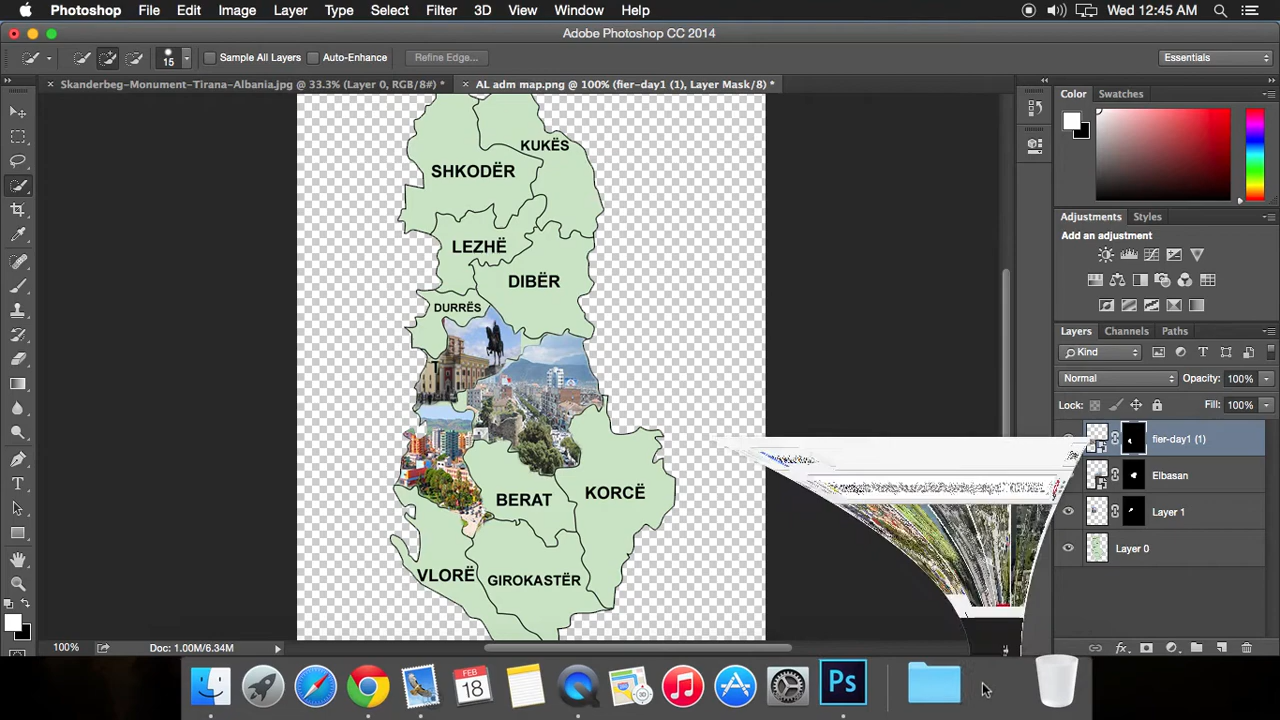 Photoshop File Edit Image Layer Type Select Filter 3D View Window Help Wed 12:45 AM
Adobe Photoshop CC 2014
15 Sample All Layers Auto-Enhance Refine Edge... Essentials
Skanderbeg-Monument-Tirana-Albania.jpg @ 33.3% (Layer 0, RGB/8#) * AL adm map.png @ 100% (fier-day1 (1), Layer Mask/8) *
Color Swatches
KUKËS
SHKODËR
LEZHË
DIBËR
DURRËS
T
BERAT
KORCË
VLORË
GIROKASTËR
Adjustments Styles
Add an adjustment
Layers Channels Paths
Kind
Normal Opacity: 100%
Lock: Fill: 100%
fier-day1 (1)
Elbasan
Layer 1
Layer 0
100% Doc: 1.00M/6.34M
FEB
18
30
Ps